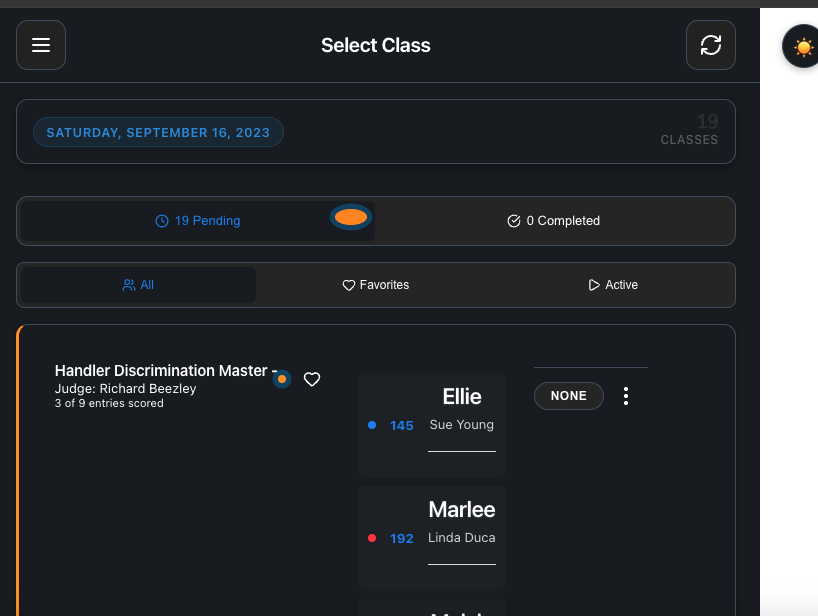 Select Class
SATURDAY, SEPTEMBER 16, 2023
19
CLASSES
19 Pending
0 Completed
All
Favorites
Active
Handler Discrimination Master -
Judge: Richard Beezley
3 of 9 entries scored
Ellie
145
Sue Young
NONE
Marlee
192
Linda Duca